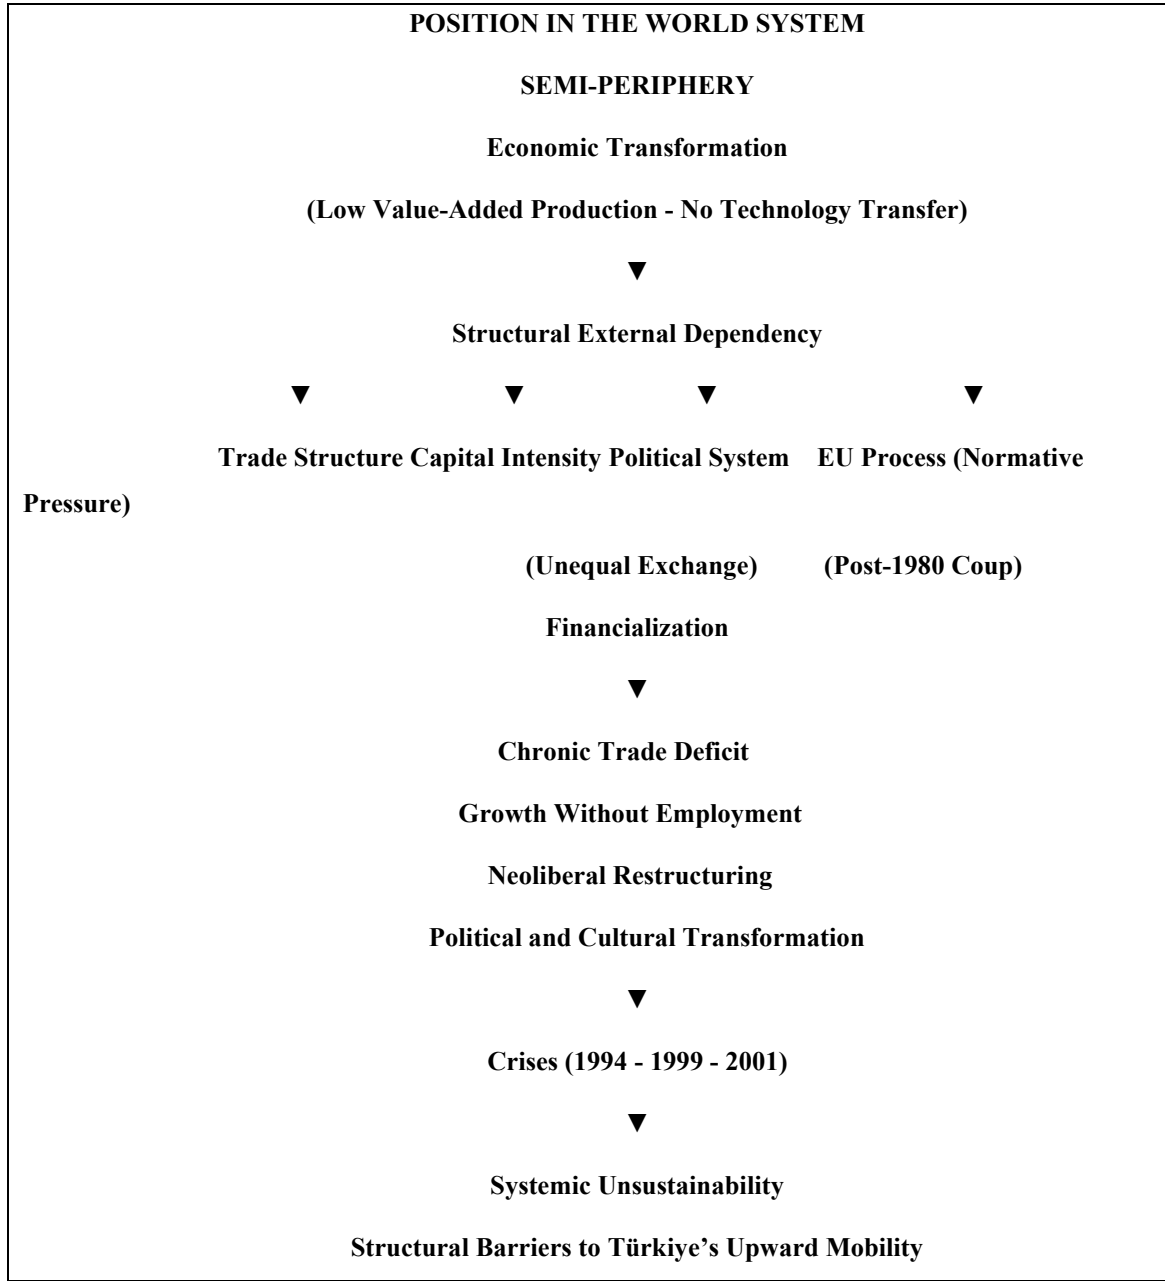 POSITION IN THE WORLD SYSTEM
SEMI-PERIPHERY
Economic Transformation
(Low Value-Added Production - No Technology Transfer)
▼
Structural External Dependency
▼ ▼ ▼ ▼
Trade Structure Capital Intensity Political System EU Process (Normative
Pressure)
(Unequal Exchange) (Post-1980 Coup)
Financialization
▼
Chronic Trade Deficit
Growth Without Employment
Neoliberal Restructuring
Political and Cultural Transformation
▼
Crises (1994 - 1999 - 2001)
▼
Systemic Unsustainability
Structural Barriers to Türkiye’s Upward Mobility